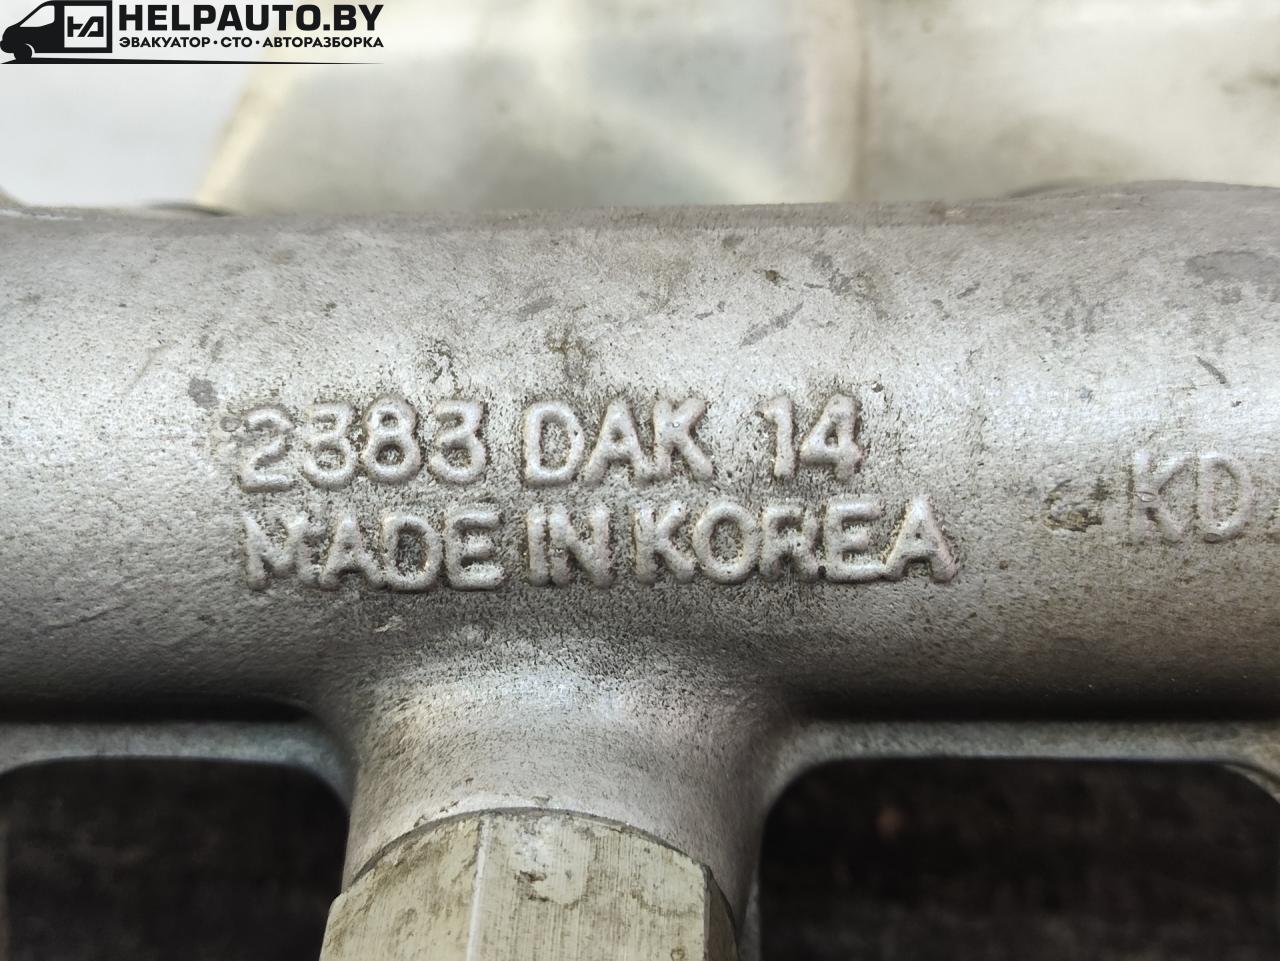 HELPAUTO.BY
ЭВАКУАТОР • СТО • АВТОРАЗБОРКА
2383 DAK 14
MADE IN KOREA
KD